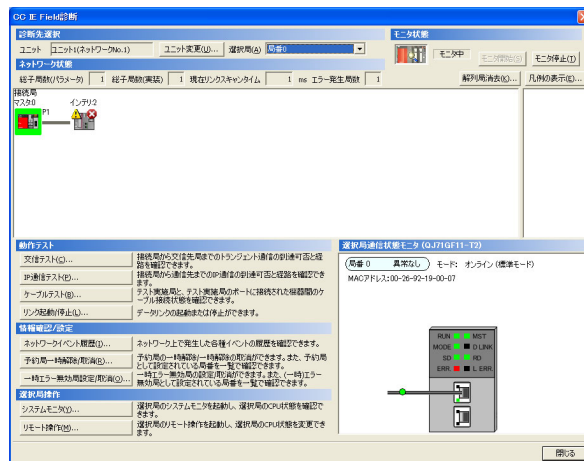 CC IE Field診断
診断先選択
ユニット ユニット1(ネットワークNo.1) ユニット変更(U)... 選択局(A) 局番0
モニタ状態
モニタ中 モニタ開始(S) モニタ停止(T)
ネットワーク状態
総子局数(パラメータ) 1 総子局数(実装) 1 現在リンクスキャンタイム 1 ms エラー発生局数 1
解列局消去(K)... 凡例の表示(E)...
接続局
マスタ:0 インテリ:2
P1
動作テスト
交信テスト(C)...
接続局から交信先局までのトランジェント通信の到達可否と経
路を確認できます。
IP通信テスト(P)...
接続局から通信先までのIP通信の到達可否と経路を確認できま
す。
ケーブルテスト(B)...
テスト実施局と、テスト実施局のポートに接続された機器間のケ
ーブル接続状態を確認できます。
リンク起動/停止(L)...
データリンクの起動または停止ができます。
情報確認/設定
ネットワークイベント履歴(I)...
ネットワーク上で発生した各種イベントの履歴を確認できます。
予約局一時解除/取消(R)...
予約局の一時解除/一時解除の取消ができます。また、予約局
として設定されている局番を一覧で確認できます。
一時エラー無効局設定/取消(O)...
一時エラー無効局の設定/取消ができます。また、(一時)エラー
無効局として設定されている局番を一覧で確認できます。
選択局操作
システムモニタ(Y)...
選択局のシステムモニタを起動し、選択局のCPU状態を確認で
きます。
リモート操作(M)...
選択局のリモート操作を起動し、選択局のCPU状態を変更でき
ます。
選択局通信状態モニタ (QJ71GF11-T2)
局番 0 異常なし モード: オンライン(標準モード)
MACアドレス:00-26-92-19-00-07
RUN MST
MODE D LINK
SD RD
ERR. L ERR.
閉じる